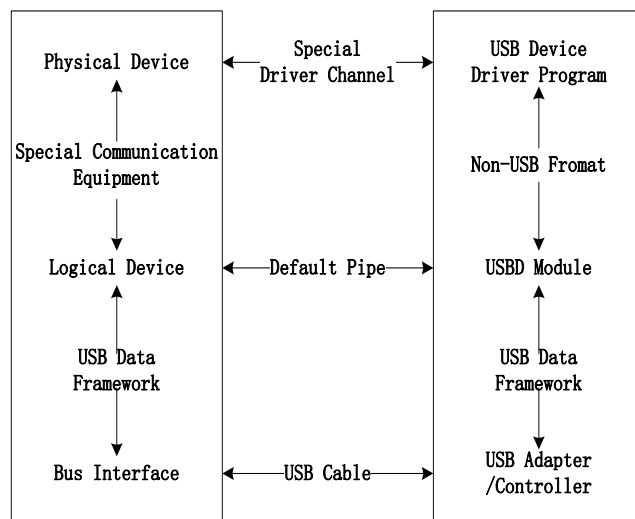 Physical Device
Special
Driver Channel
USB Device
Driver Program
Special Communication
Equipment
Non-USB Fromat
Logical Device
Default Pipe
USBD Module
USB Data
Framework
USB Data
Framework
Bus Interface
USB Cable
USB Adapter
/Controller